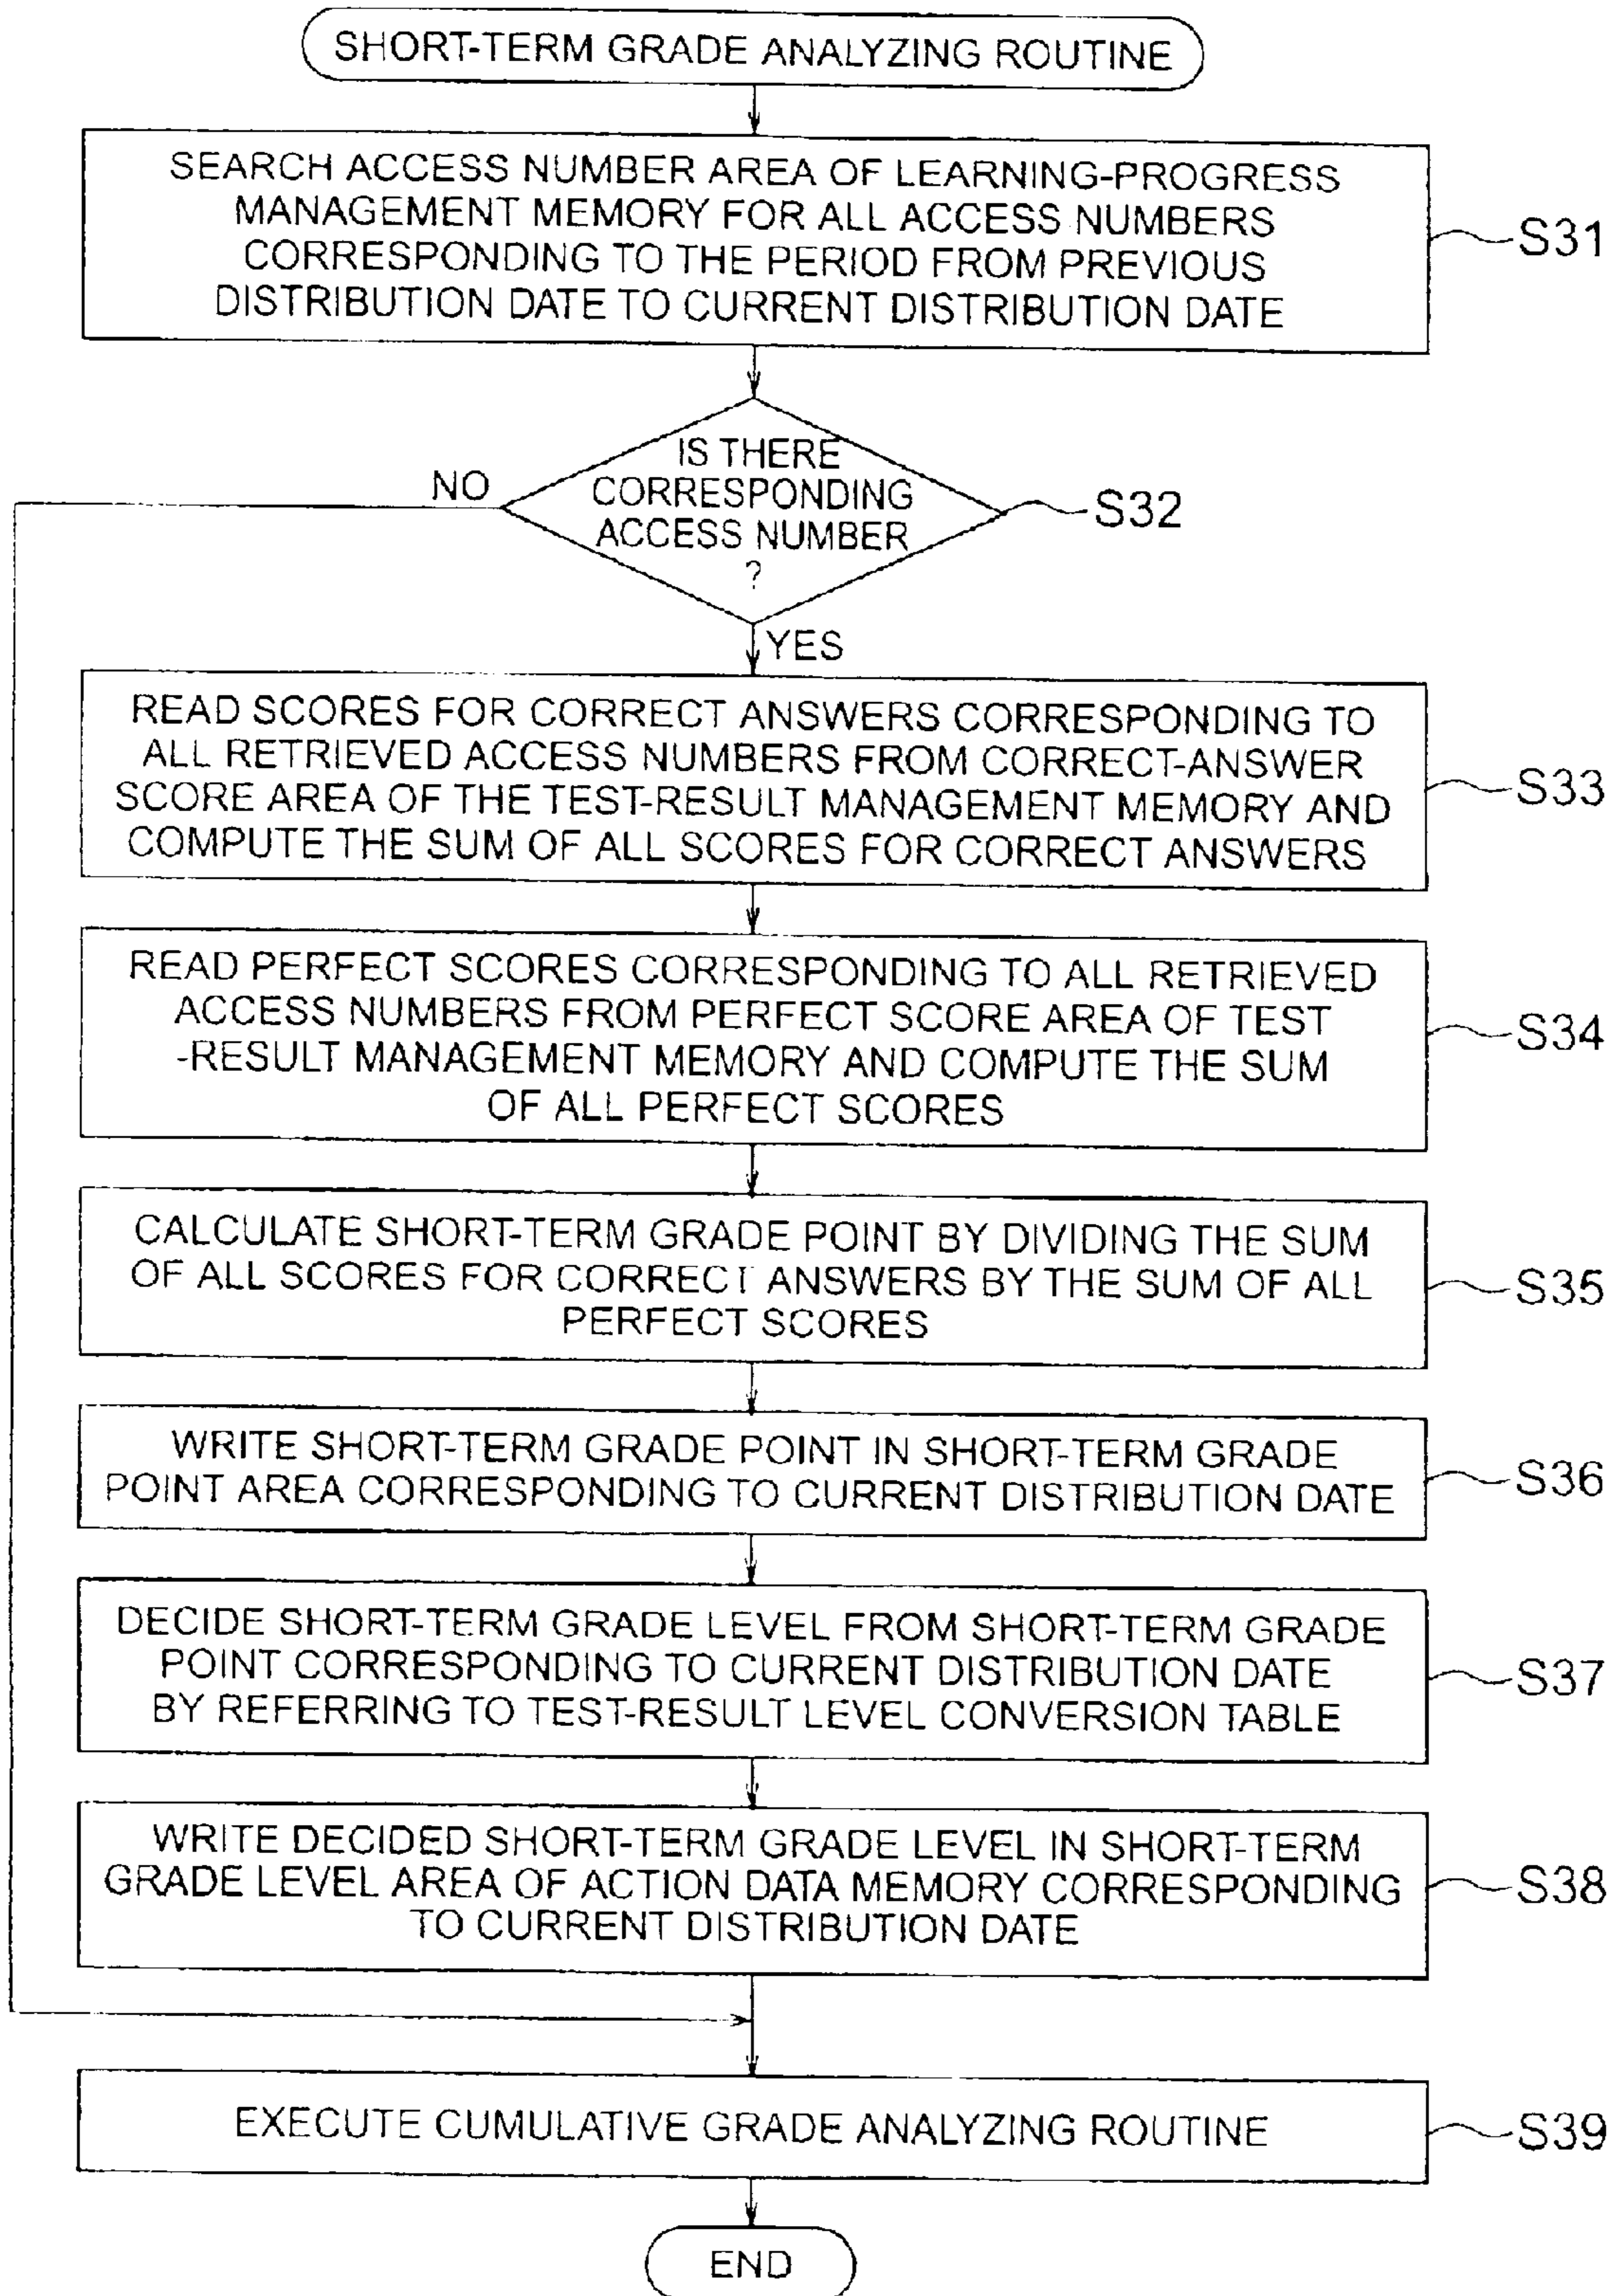 SHORT-TERM GRADE ANALYZING ROUTINE
SEARCH ACCESS NUMBER AREA OF LEARNING-PROGRESS
MANAGEMENT MEMORY FOR ALL ACCESS NUMBERS
CORRESPONDING TO THE PERIOD FROM PREVIOUS
DISTRIBUTION DATE TO CURRENT DISTRIBUTION DATE
S31
IS THERE
CORRESPONDING
ACCESS NUMBER
?
S32
NO
YES
READ SCORES FOR CORRECT ANSWERS CORRESPONDING TO
ALL RETRIEVED ACCESS NUMBERS FROM CORRECT-ANSWER
SCORE AREA OF THE TEST-RESULT MANAGEMENT MEMORY AND
COMPUTE THE SUM OF ALL SCORES FOR CORRECT ANSWERS
S33
READ PERFECT SCORES CORRESPONDING TO ALL RETRIEVED
ACCESS NUMBERS FROM PERFECT SCORE AREA OF TEST
-RESULT MANAGEMENT MEMORY AND COMPUTE THE SUM
OF ALL PERFECT SCORES
S34
CALCULATE SHORT-TERM GRADE POINT BY DIVIDING THE SUM
OF ALL SCORES FOR CORRECT ANSWERS BY THE SUM OF ALL
PERFECT SCORES
S35
WRITE SHORT-TERM GRADE POINT IN SHORT-TERM GRADE
POINT AREA CORRESPONDING TO CURRENT DISTRIBUTION DATE
S36
DECIDE SHORT-TERM GRADE LEVEL FROM SHORT-TERM GRADE
POINT CORRESPONDING TO CURRENT DISTRIBUTION DATE
BY REFERRING TO TEST-RESULT LEVEL CONVERSION TABLE
S37
WRITE DECIDED SHORT-TERM GRADE LEVEL IN SHORT-TERM
GRADE LEVEL AREA OF ACTION DATA MEMORY CORRESPONDING
TO CURRENT DISTRIBUTION DATE
S38
EXECUTE CUMULATIVE GRADE ANALYZING ROUTINE
S39
END